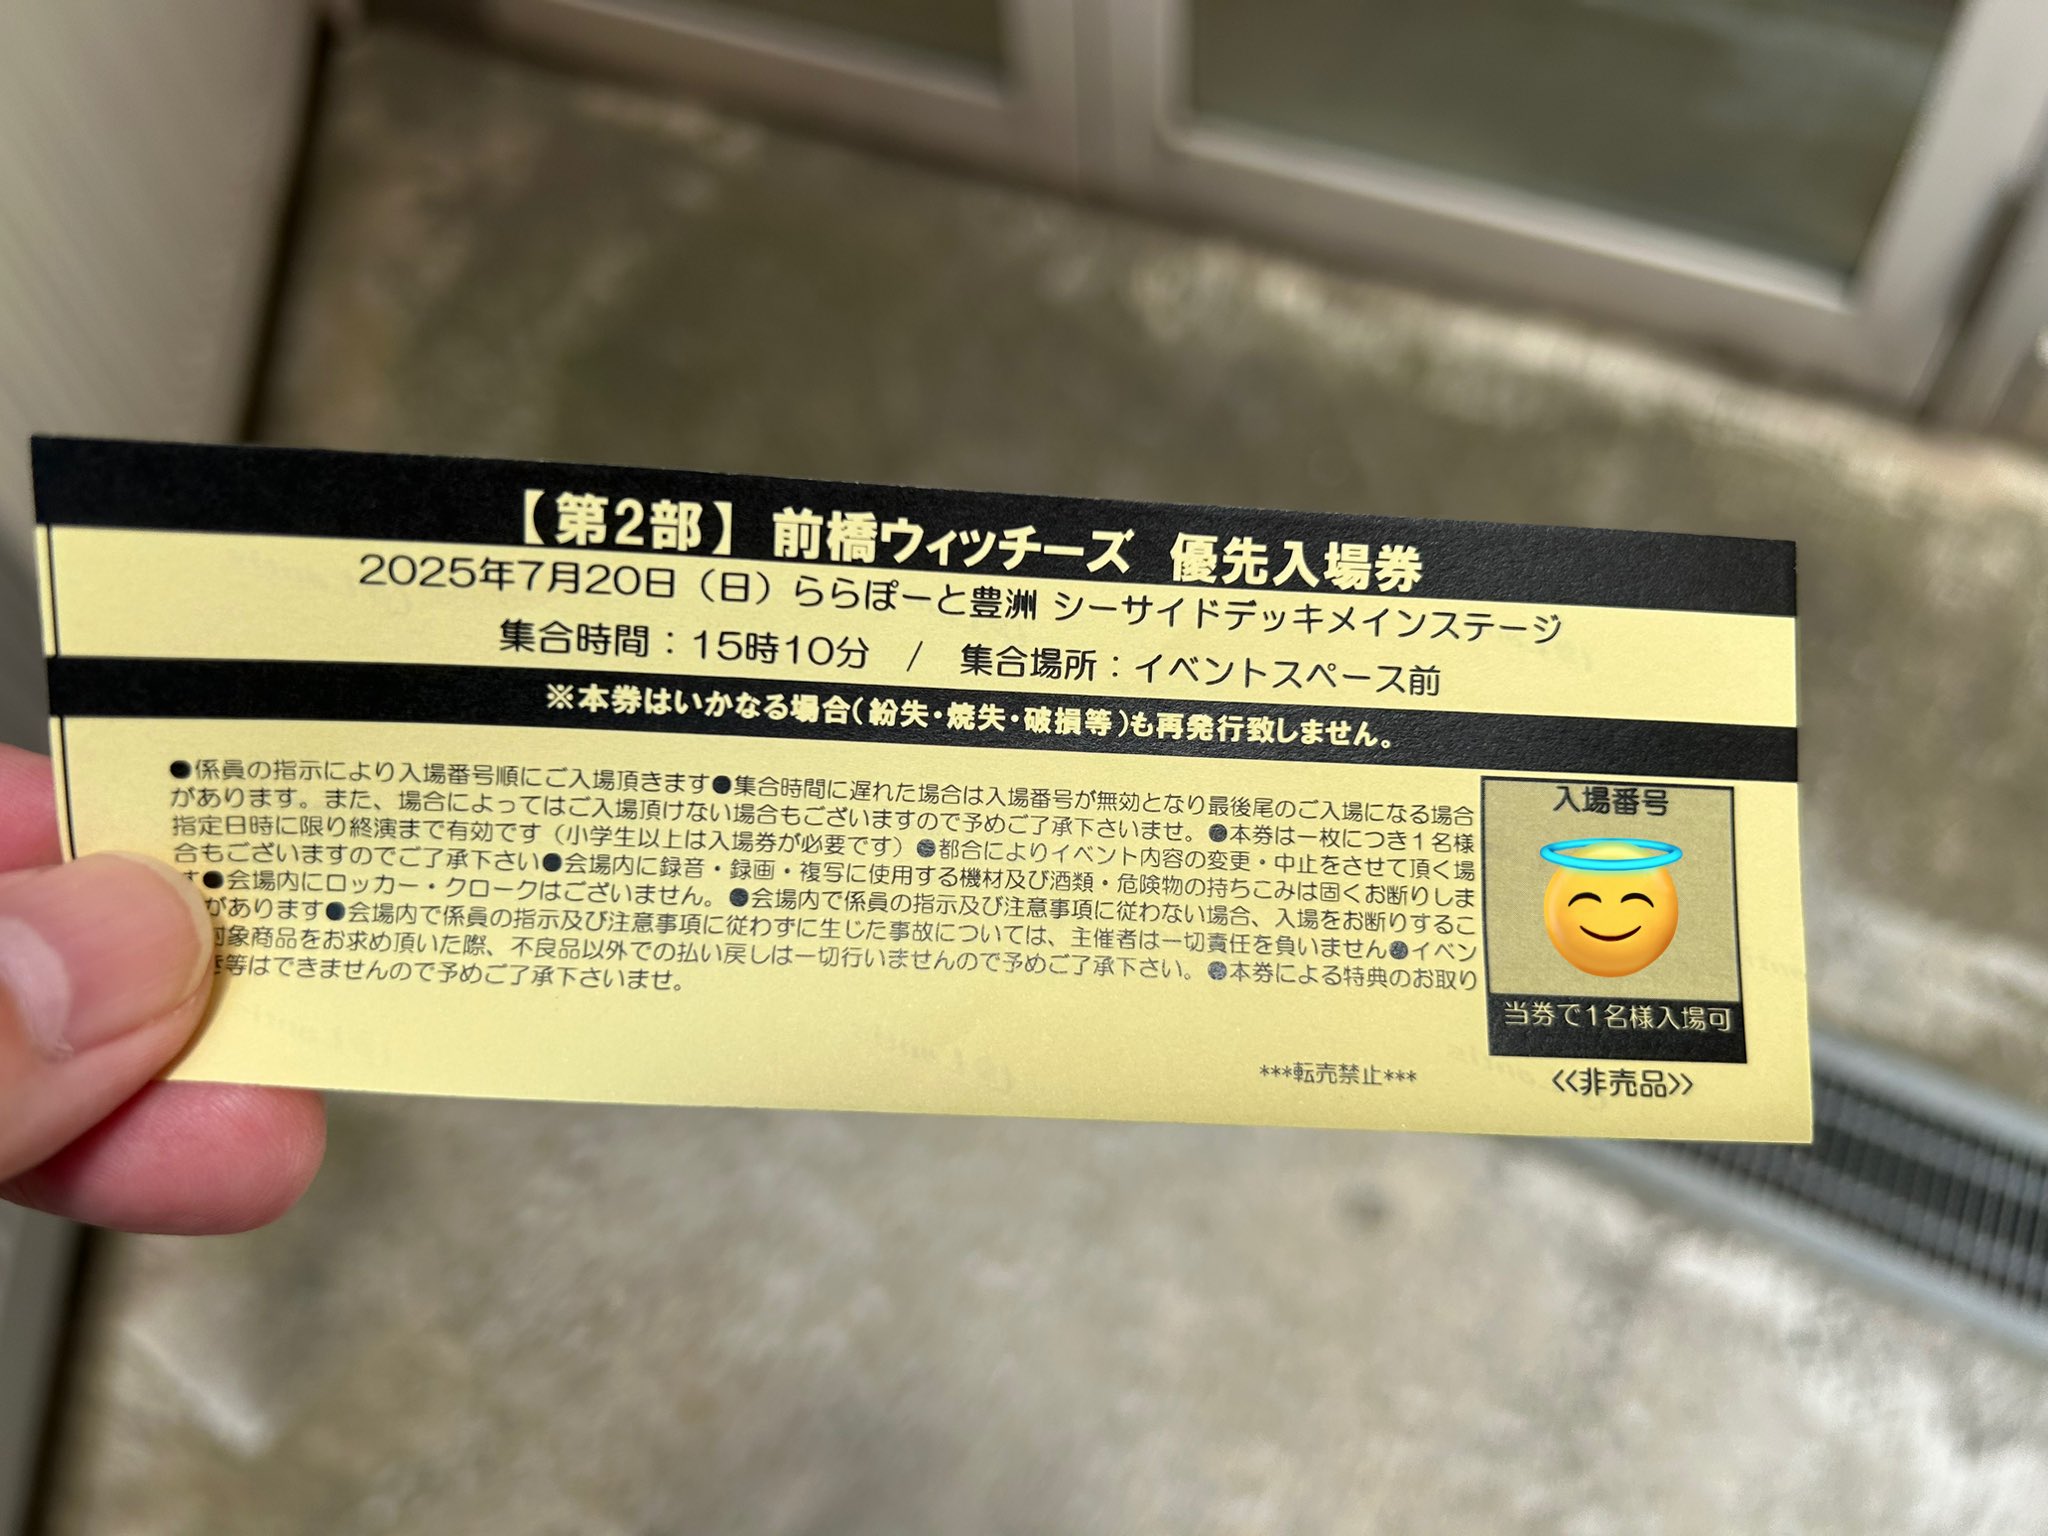 【第2部】 前橋ウィッチーズ 優先入場券
2025年7月20日（日）ららぽーと豊洲 シーサイドデッキメインステージ
集合時間：15時10分 / 集合場所：イベントスペース前
※本券はいかなる場合(紛失・焼失・破損等)も再発行致しません。
●係員の指示により入場番号順にご入場頂きます●集合時間に遅れた場合は入場番号が無効となり最後尾のご入場になる場合
があります。また、場合によってはご入場頂けない場合もございますので予めご了承下さいませ。●本券は一枚につき1名様
指定日時に限り終演まで有効です（小学生以上は入場券が必要です）●都合によりイベント内容の変更・中止をさせて頂く場
合もございますのでご了承下さい●会場内に録音・録画・複写に使用する機材及び酒類・危険物の持ちこみは固くお断りしま
す●会場内にロッカー・クロークはございません。●会場内で係員の指示及び注意事項に従わない場合、入場をお断りするこ
があります●会場内で係員の指示及び注意事項に従わずに生じた事故については、主催者は一切責任を負いません●イベン
対象商品をお求め頂いた際、不良品以外での払い戻しは一切行いませんので予めご了承下さい。●本券による特典のお取り
き等はできませんので予めご了承下さいませ。
入場番号
当券で1名様入場可
***転売禁止***
≪非売品≫